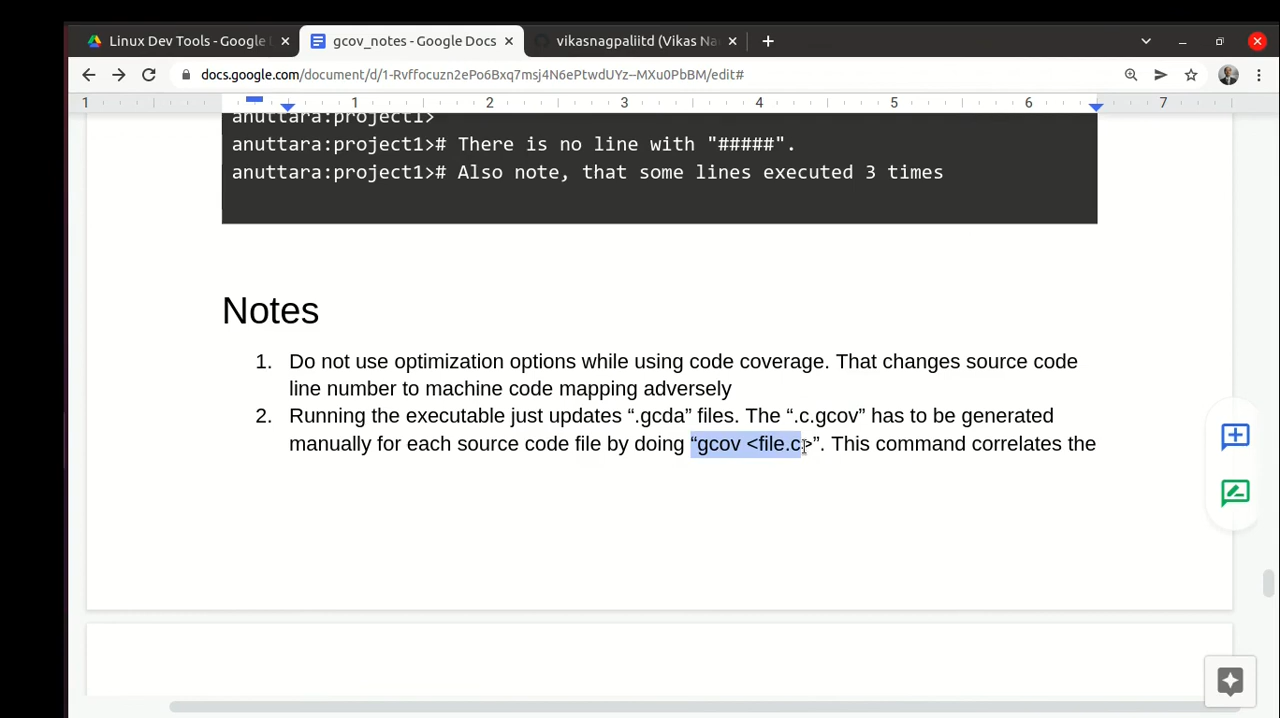 Linux Dev Tools - Google
gcov_notes - Google Docs
vikasnagpaliitd (Vikas Na
docs.google.com/document/d/1-Rvffocuzn2ePo6Bxq7msj4N6ePtwdUYz--MXu0PbBM/edit#
1 1 2 3 4 5 6 7
anuttara:project1>
anuttara:project1># There is no line with "#####".
anuttara:project1># Also note, that some lines executed 3 times
Notes
1. Do not use optimization options while using code coverage. That changes source code
line number to machine code mapping adversely
2. Running the executable just updates “.gcda” files. The “.c.gcov” has to be generated
manually for each source code file by doing “gcov <file.c>”. This command correlates the